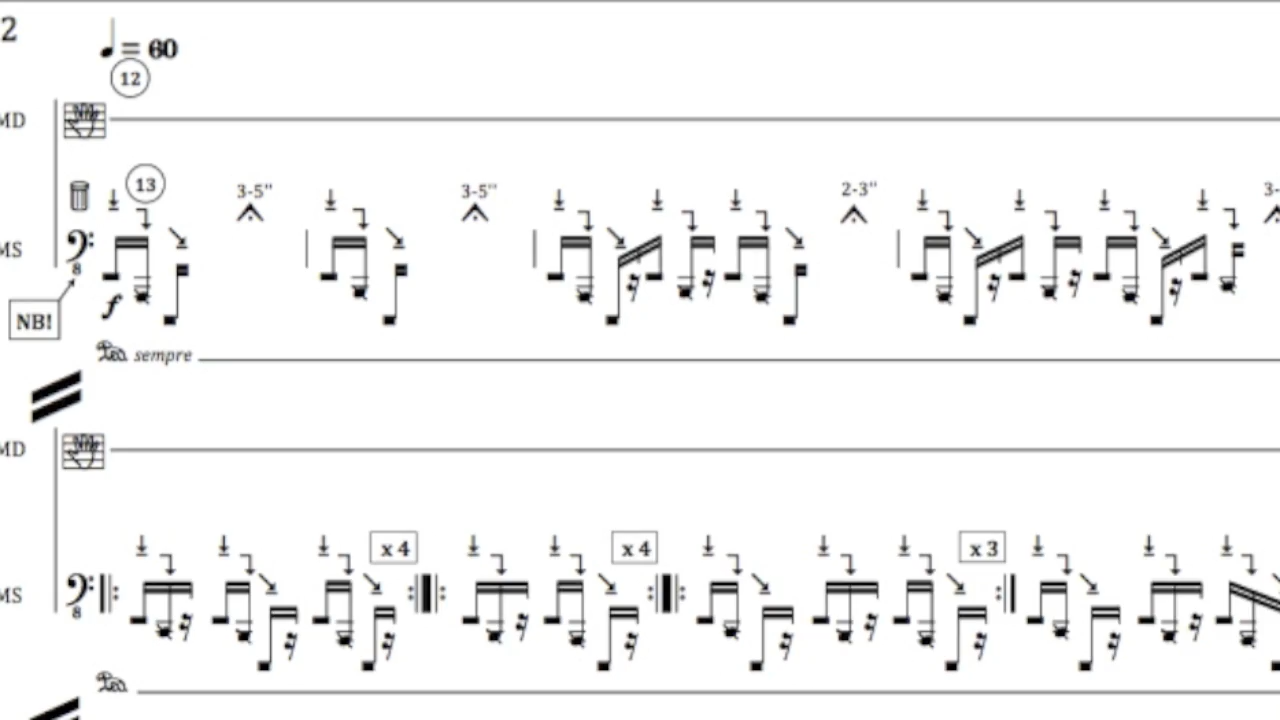 2
= 60
12
MD
13
3-5" 3-5" 2-3" 3-
MS
8
f
NB!
sempre
MD
x 4 x 4 x 3
MS
8